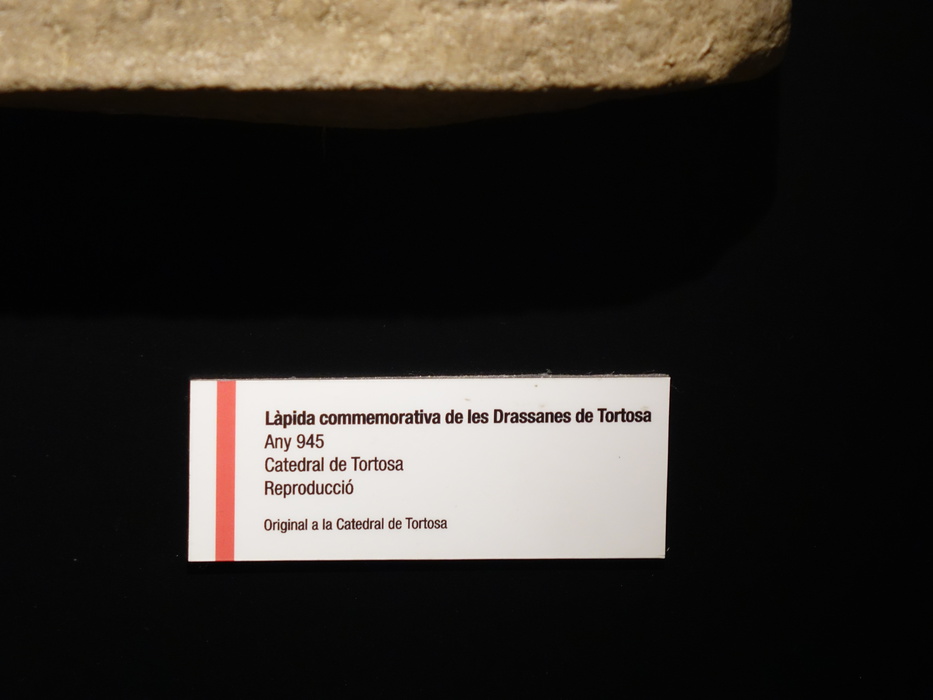 Làpida commemorativa de les Drassanes de Tortosa
Any 945
Catedral de Tortosa
Reproducció
Original a la Catedral de Tortosa